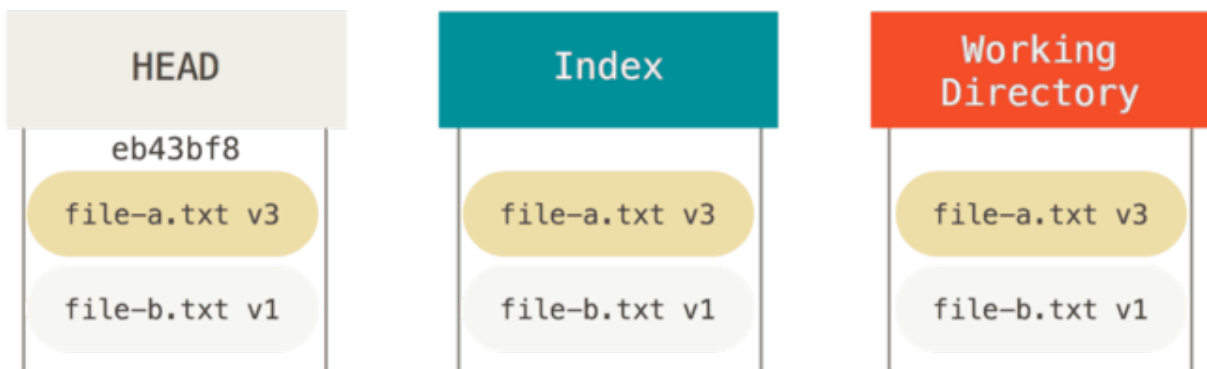 HEAD
Index
Working
Directory
eb43bf8
file-a.txt v3
file-a.txt v3
file-a.txt v3
file-b.txt v1
file-b.txt v1
file-b.txt v1